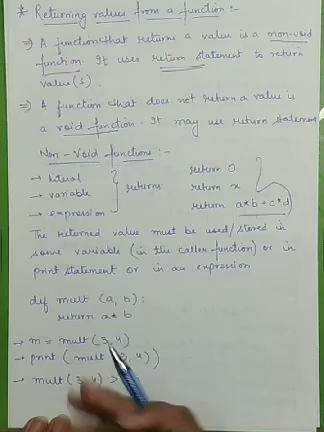 * Returning values from a function :-
⇒ A function that returns a value is a non-void
function. It uses return statement to return
value(s).
⇒ A function that does not return a value is
a void function. It may use return statement
Non-Void functions :-
→ literal
→ variable
→ expression
returns
return 0
return x
return a*b+c*d
The returned value must be used/stored in
some variable (in the caller function) or in
print statement or in an expression
def mult (a, b):
return a* b
→ m = mult(3,4)
→ print (mult 3, 4))
→ mult(3,4) >